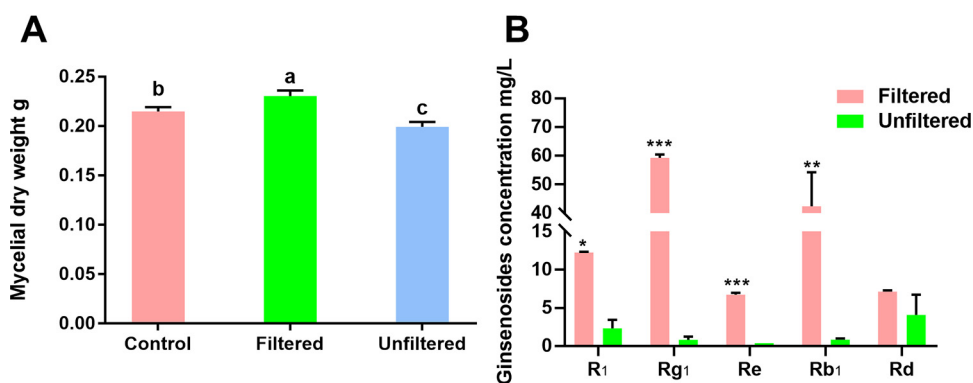 A
Mycelial dry weight g
0.25
0.20
0.15
0.10
0.05
0.00
b
a
c
Control
Filtered
Unfiltered
B
Ginsenosides concentration mg/L
80
70
60
50
40
15
10
5
0
Filtered
Unfiltered
*
***
***
**
R1
Rg1
Re
Rb1
Rd